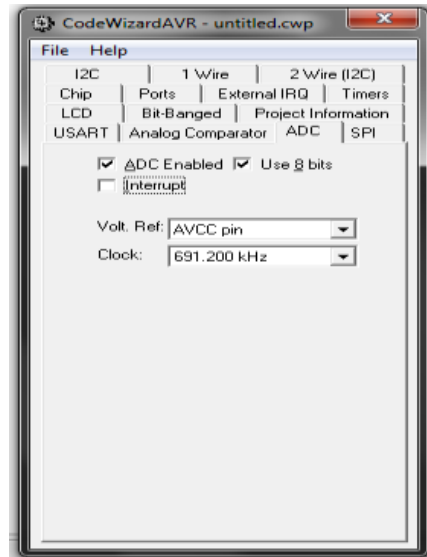 CodeWizardAVR - untitled.cwp
File Help
I2C 1 Wire 2 Wire (I2C)
Chip Ports External IRQ Timers
LCD Bit-Banged Project Information
USART Analog Comparator ADC SPI
ADC Enabled Use 8 bits
Interrupt
Volt. Ref: AVCC pin
Clock: 691.200 kHz